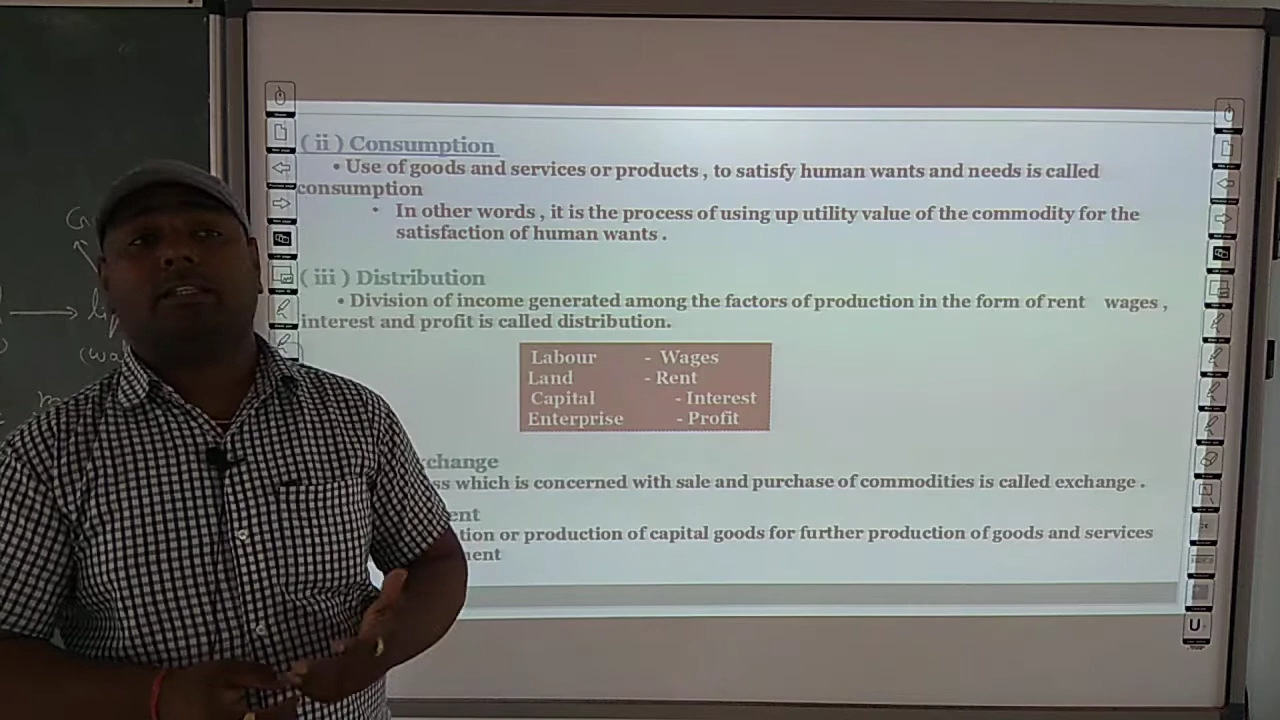 ( ii ) Consumption
• Use of goods and services or products , to satisfy human wants and needs is called
consumption
• In other words , it is the process of using up utility value of the commodity for the
satisfaction of human wants .
( iii ) Distribution
• Division of income generated among the factors of production in the form of rent wages ,
interest and profit is called distribution.
Labour - Wages
Land - Rent
Capital - Interest
Enterprise - Profit
change
ss which is concerned with sale and purchase of commodities is called exchange .
ent
tion or production of capital goods for further production of goods and services
ent
U